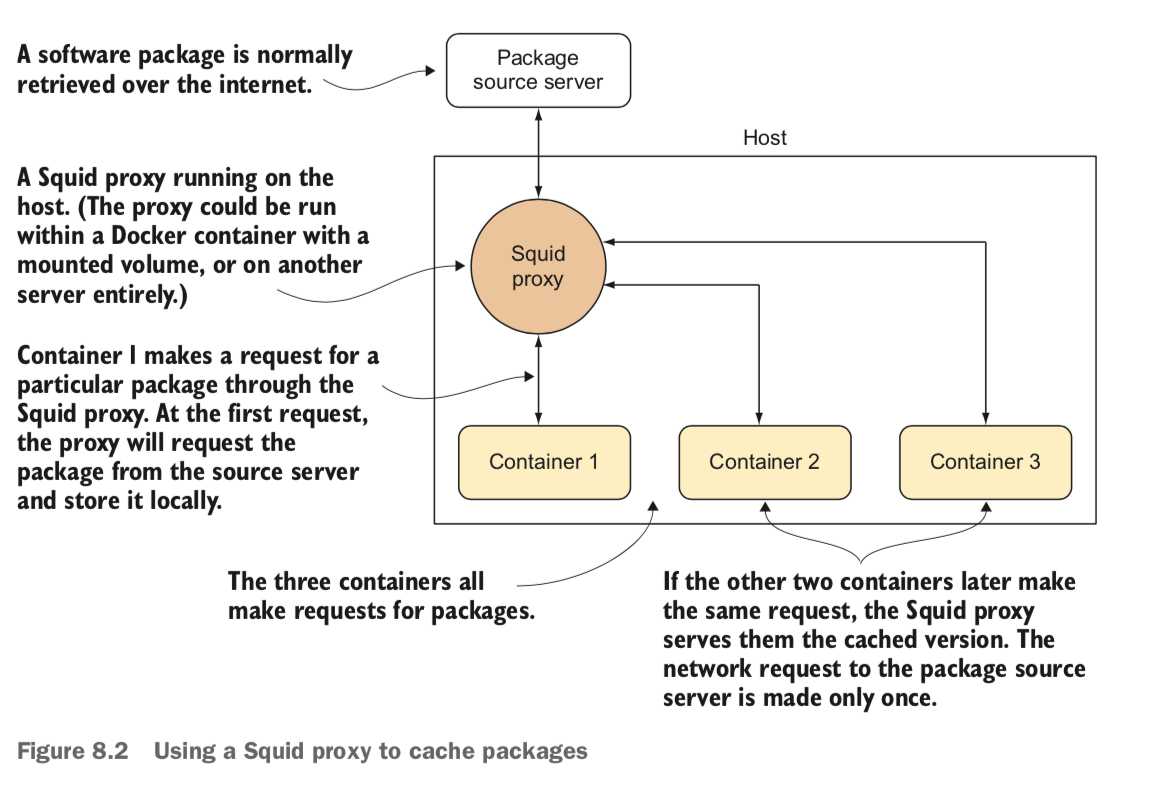 A software package is normally
retrieved over the internet.
Package
source server
Host
A Squid proxy running on the
host. (The proxy could be run
within a Docker container with a
mounted volume, or on another
server entirely.)
Squid
proxy
Container 1 makes a request for a
particular package through the
Squid proxy. At the first request,
the proxy will request the
package from the source server
and store it locally.
Container 1
Container 2
Container 3
The three containers all
make requests for packages.
If the other two containers later make
the same request, the Squid proxy
serves them the cached version. The
network request to the package source
server is made only once.
Figure 8.2 Using a Squid proxy to cache packages